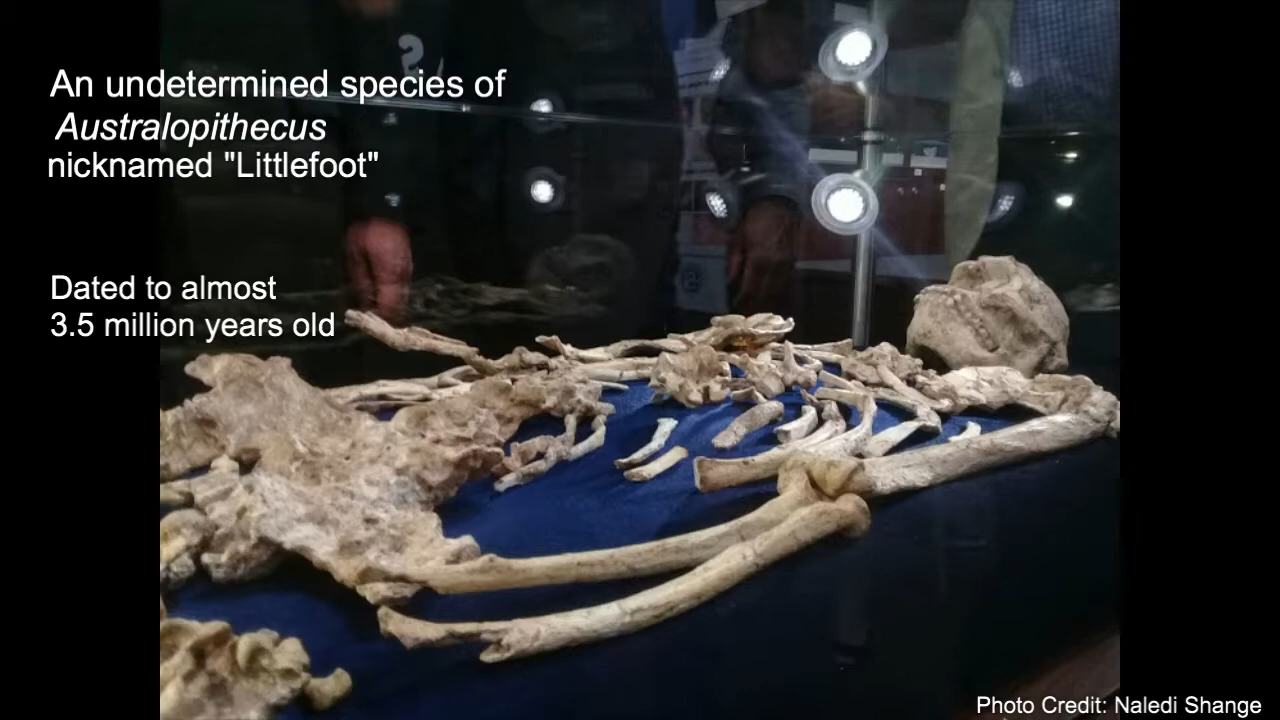 An undetermined species of
Australopithecus
nicknamed "Littlefoot"
Dated to almost
3.5 million years old
Photo Credit: Naledi Shange